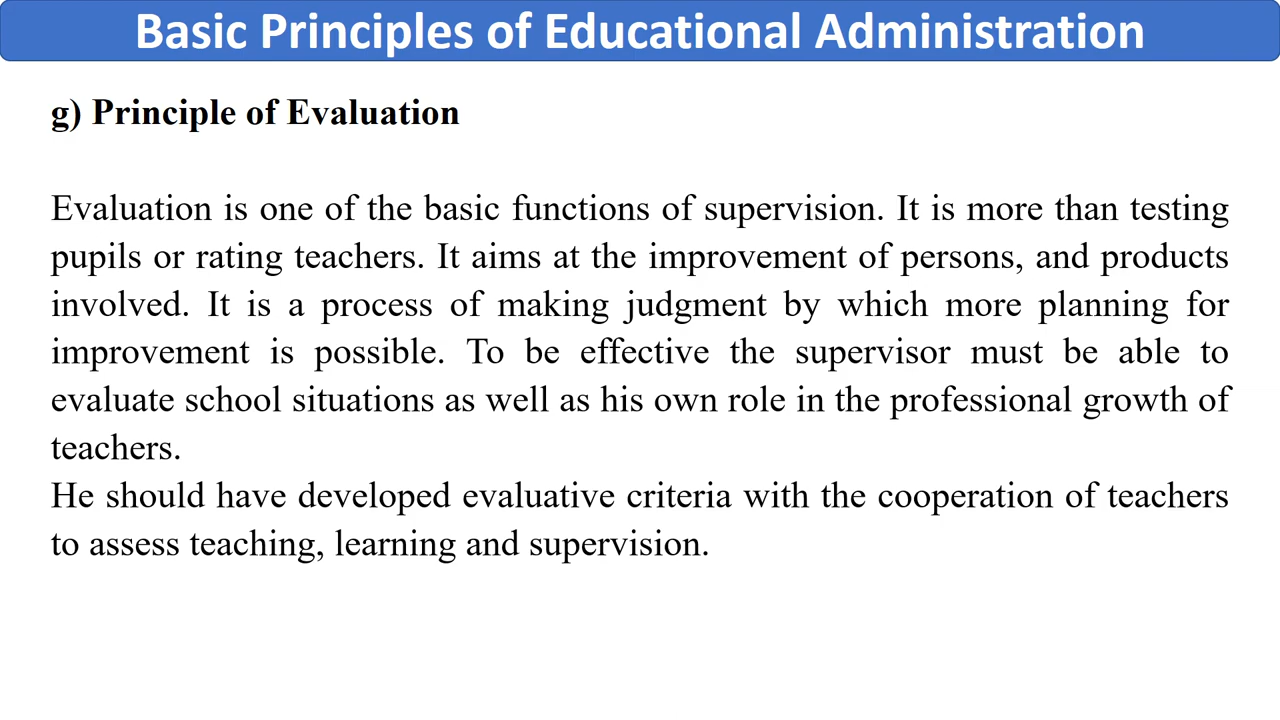 Basic Principles of Educational Administration
g) Principle of Evaluation
Evaluation is one of the basic functions of supervision. It is more than testing
pupils or rating teachers. It aims at the improvement of persons, and products
involved. It is a process of making judgment by which more planning for
improvement is possible. To be effective the supervisor must be able to
evaluate school situations as well as his own role in the professional growth of
teachers.
He should have developed evaluative criteria with the cooperation of teachers
to assess teaching, learning and supervision.